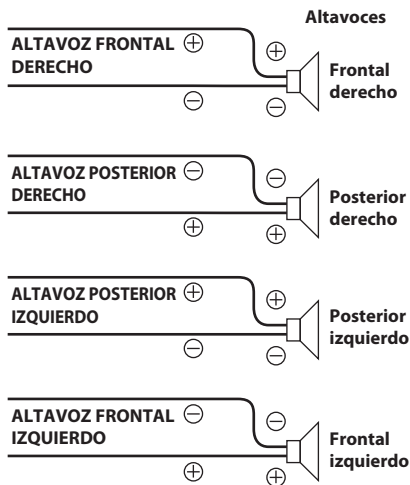 Altavoces
ALTAVOZ FRONTAL ⊕
DERECHO
⊖
⊕
⊖
Frontal
derecho
ALTAVOZ POSTERIOR ⊖
DERECHO
⊕
⊖
⊕
Posterior
derecho
ALTAVOZ POSTERIOR ⊕
IZQUIERDO
⊖
⊕
⊖
Posterior
izquierdo
ALTAVOZ FRONTAL ⊖
IZQUIERDO
⊕
⊖
⊕
Frontal
izquierdo